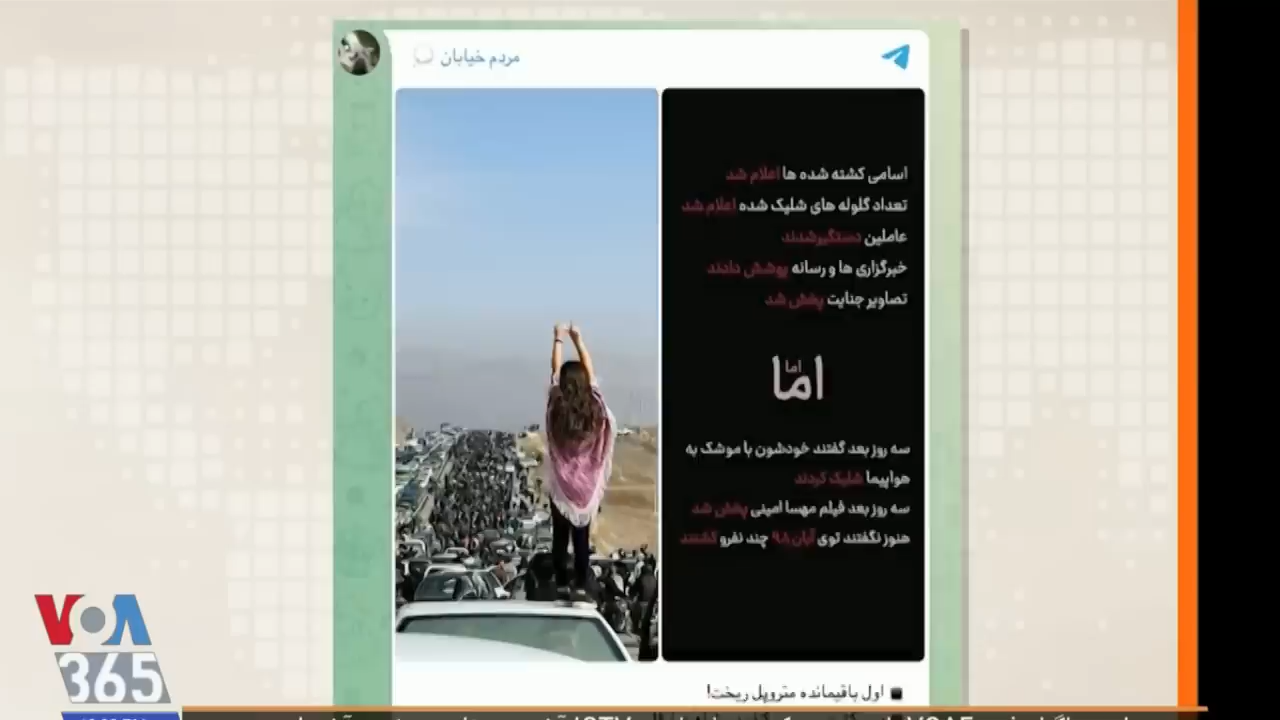 مردم خیابان
اسامی کشته شده ها اعلام شد
تعداد گلوله های شلیک شده اعلام شد
عاملین دستگیر شدند
خبرگزاری ها و رسانه پوشش دادند
تصاویر جنایت پخش شد
اما
اما
سه روز بعد گفتند خودشون با موشک به
هواپیما شلیک کردند
سه روز بعد فیلم مهسا امینی پخش شد
هنوز نگفتند توی آبان ۹۸ چند نفرو کشتند
اول باقیمانده متروپل ریخت!
VOA
365